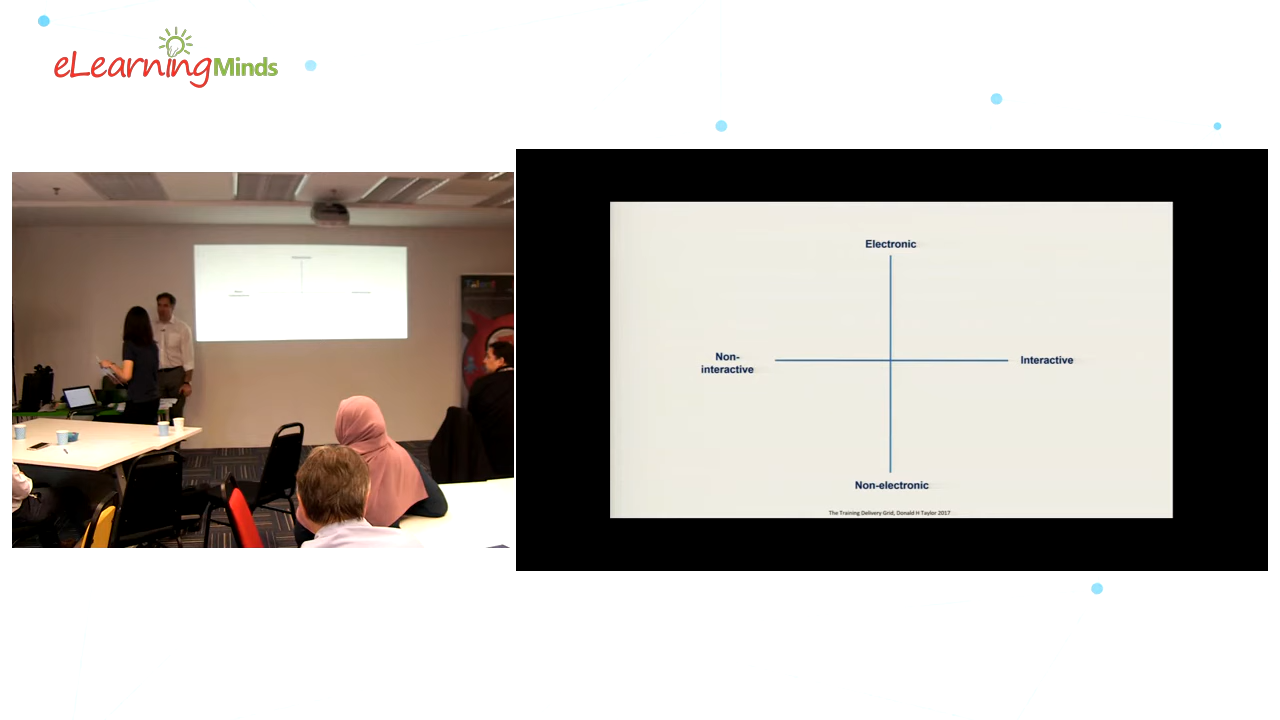 eLearningMinds
Electronic
Non-
interactive
Interactive
Non-electronic
The Training Delivery Grid, Donald H Taylor 2017